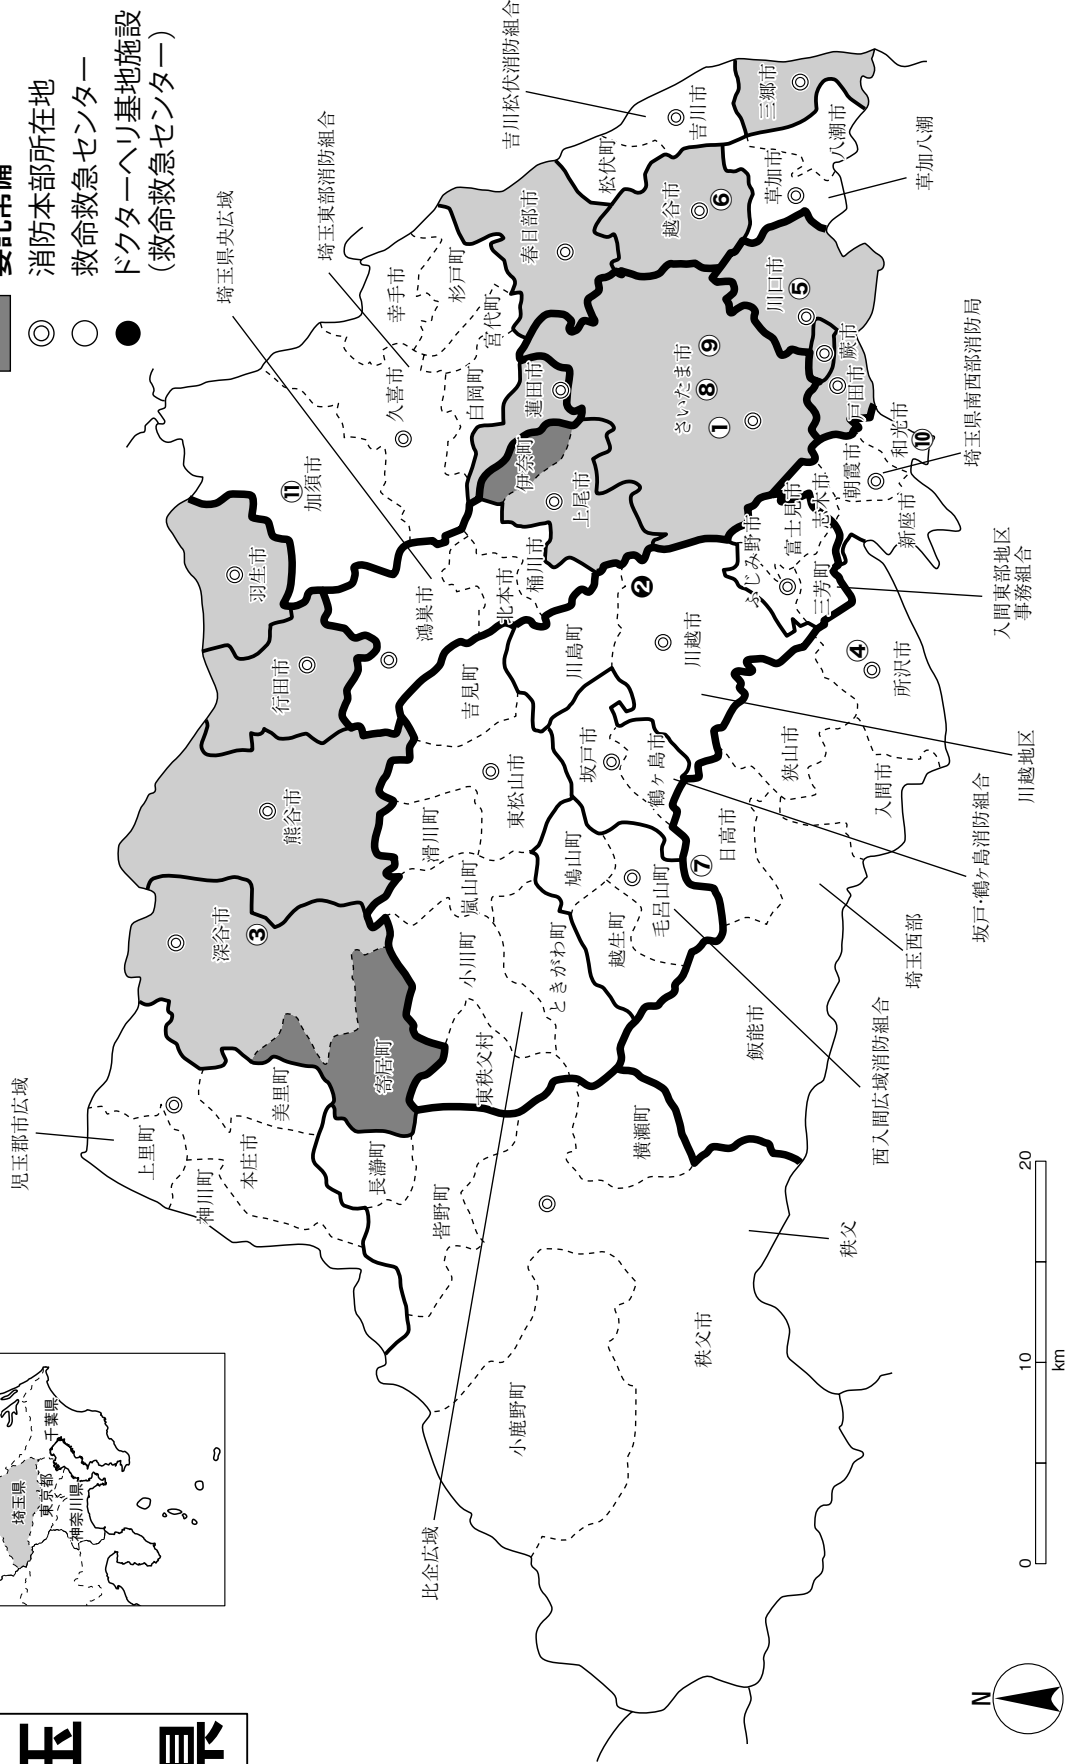 委託常備
消防本部所在地
救命救急センター
ドクターヘリ基地施設
(救命救急センター)
吉川松伏消防組合
埼玉東部消防組合
埼玉県央広域
児玉郡市広域
草加八潮
埼玉県南西部消防局
入間東部地区
事務組合
川越地区
坂戸・鶴ヶ島消防組合
埼玉西部
西入間広域消防組合
秩父
比企広域
三郷市
吉川市
松伏町
八潮市
草加市
越谷市
⑥
春日部市
川口市
⑤
蕨市
戸田市
幸手市
杉戸町
宮代町
久喜市
白岡町
蓮田市
さいたま市
①
⑧
⑨
伊奈町
上尾市
加須市
⑪
和光市
⑩
朝霞市
志木市
新座市
富士見市
ふじみ野市
三芳町
羽生市
鴻巣市
北本市
桶川市
②
川越市
川島町
④
所沢市
行田市
吉見町
熊谷市
東松山市
滑川町
嵐山町
坂戸市
鶴ヶ島市
狭山市
入間市
日高市
⑦
鳩山町
毛呂山町
越生町
深谷市
③
小川町
ときがわ町
東秩父村
寄居町
美里町
上里町
本庄市
神川町
長瀞町
皆野町
横瀬町
飯能市
小鹿野町
秩父市
埼玉県
東京都
千葉県
神奈川県
0
10
20
km
N